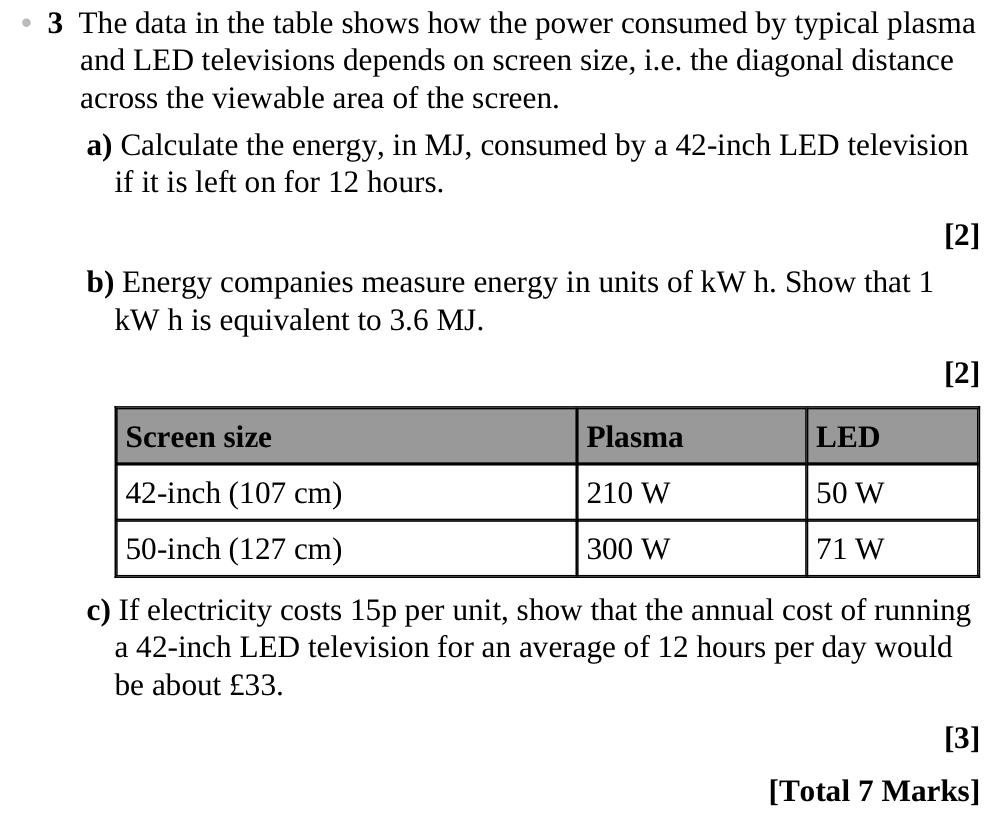 • 3 The data in the table shows how the power consumed by typical plasma
and LED televisions depends on screen size, i.e. the diagonal distance
across the viewable area of the screen.
a) Calculate the energy, in MJ, consumed by a 42-inch LED television
if it is left on for 12 hours.
[2]
b) Energy companies measure energy in units of kW h. Show that 1
kW h is equivalent to 3.6 MJ.
[2]
Screen size Plasma LED
42-inch (107 cm) 210 W 50 W
50-inch (127 cm) 300 W 71 W
c) If electricity costs 15p per unit, show that the annual cost of running
a 42-inch LED television for an average of 12 hours per day would
be about £33.
[3]
[Total 7 Marks]